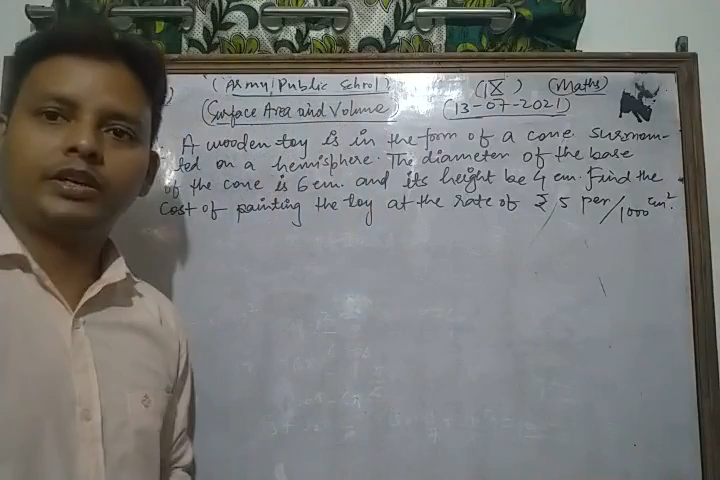 (Army Public School) (IX) (Maths)
(Surface Area and Volume) (13-07-2021)
A wooden toy is in the form of a cone surmoun-
ted on a hemisphere. The diameter of the base
of the cone is 6 cm. and its height be 4 cm. Find the
cost of painting the toy at the rate of ₹ 5 per/1000 cm².